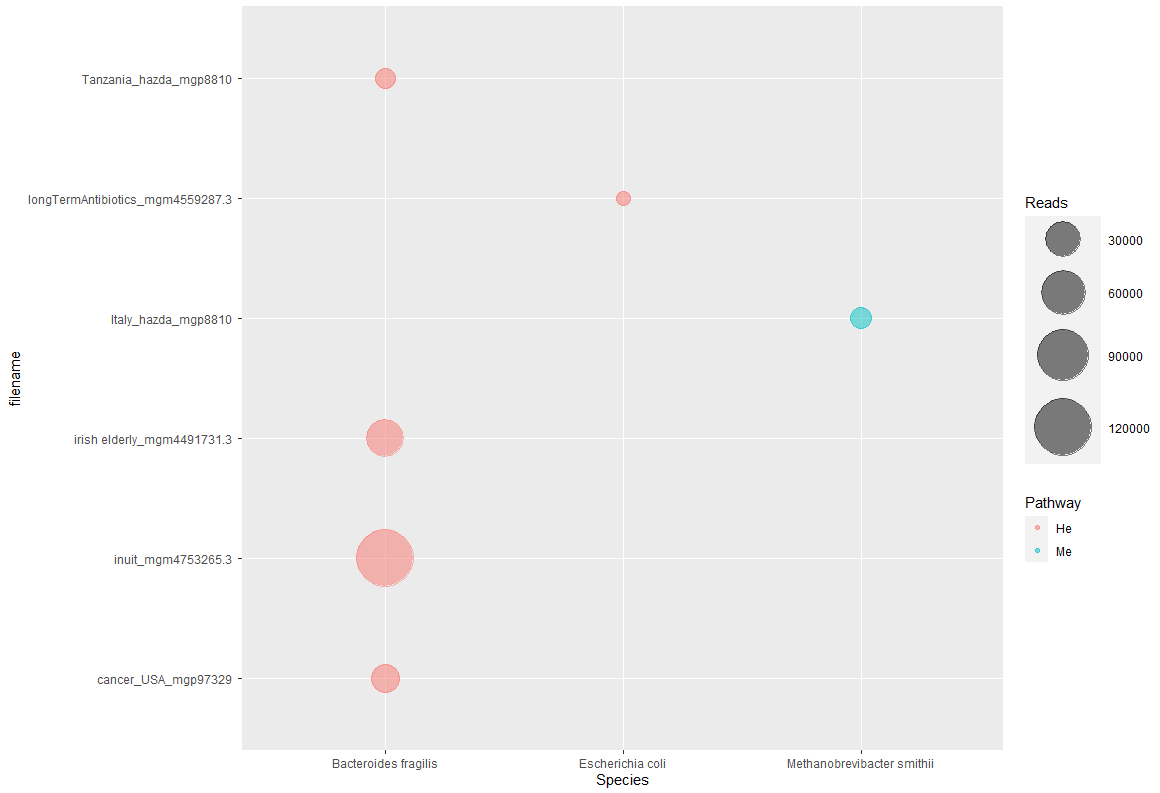 Tanzania_hazda_mgp8810
longTermAntibiotics_mgm4559287.3
Italy_hazda_mgp8810
irish elderly_mgm4491731.3
inuit_mgm4753265.3
cancer_USA_mgp97329
filename
Bacteroides fragilis
Escherichia coli
Methanobrevibacter smithii
Species
Reads
30000
60000
90000
120000
Pathway
He
Me